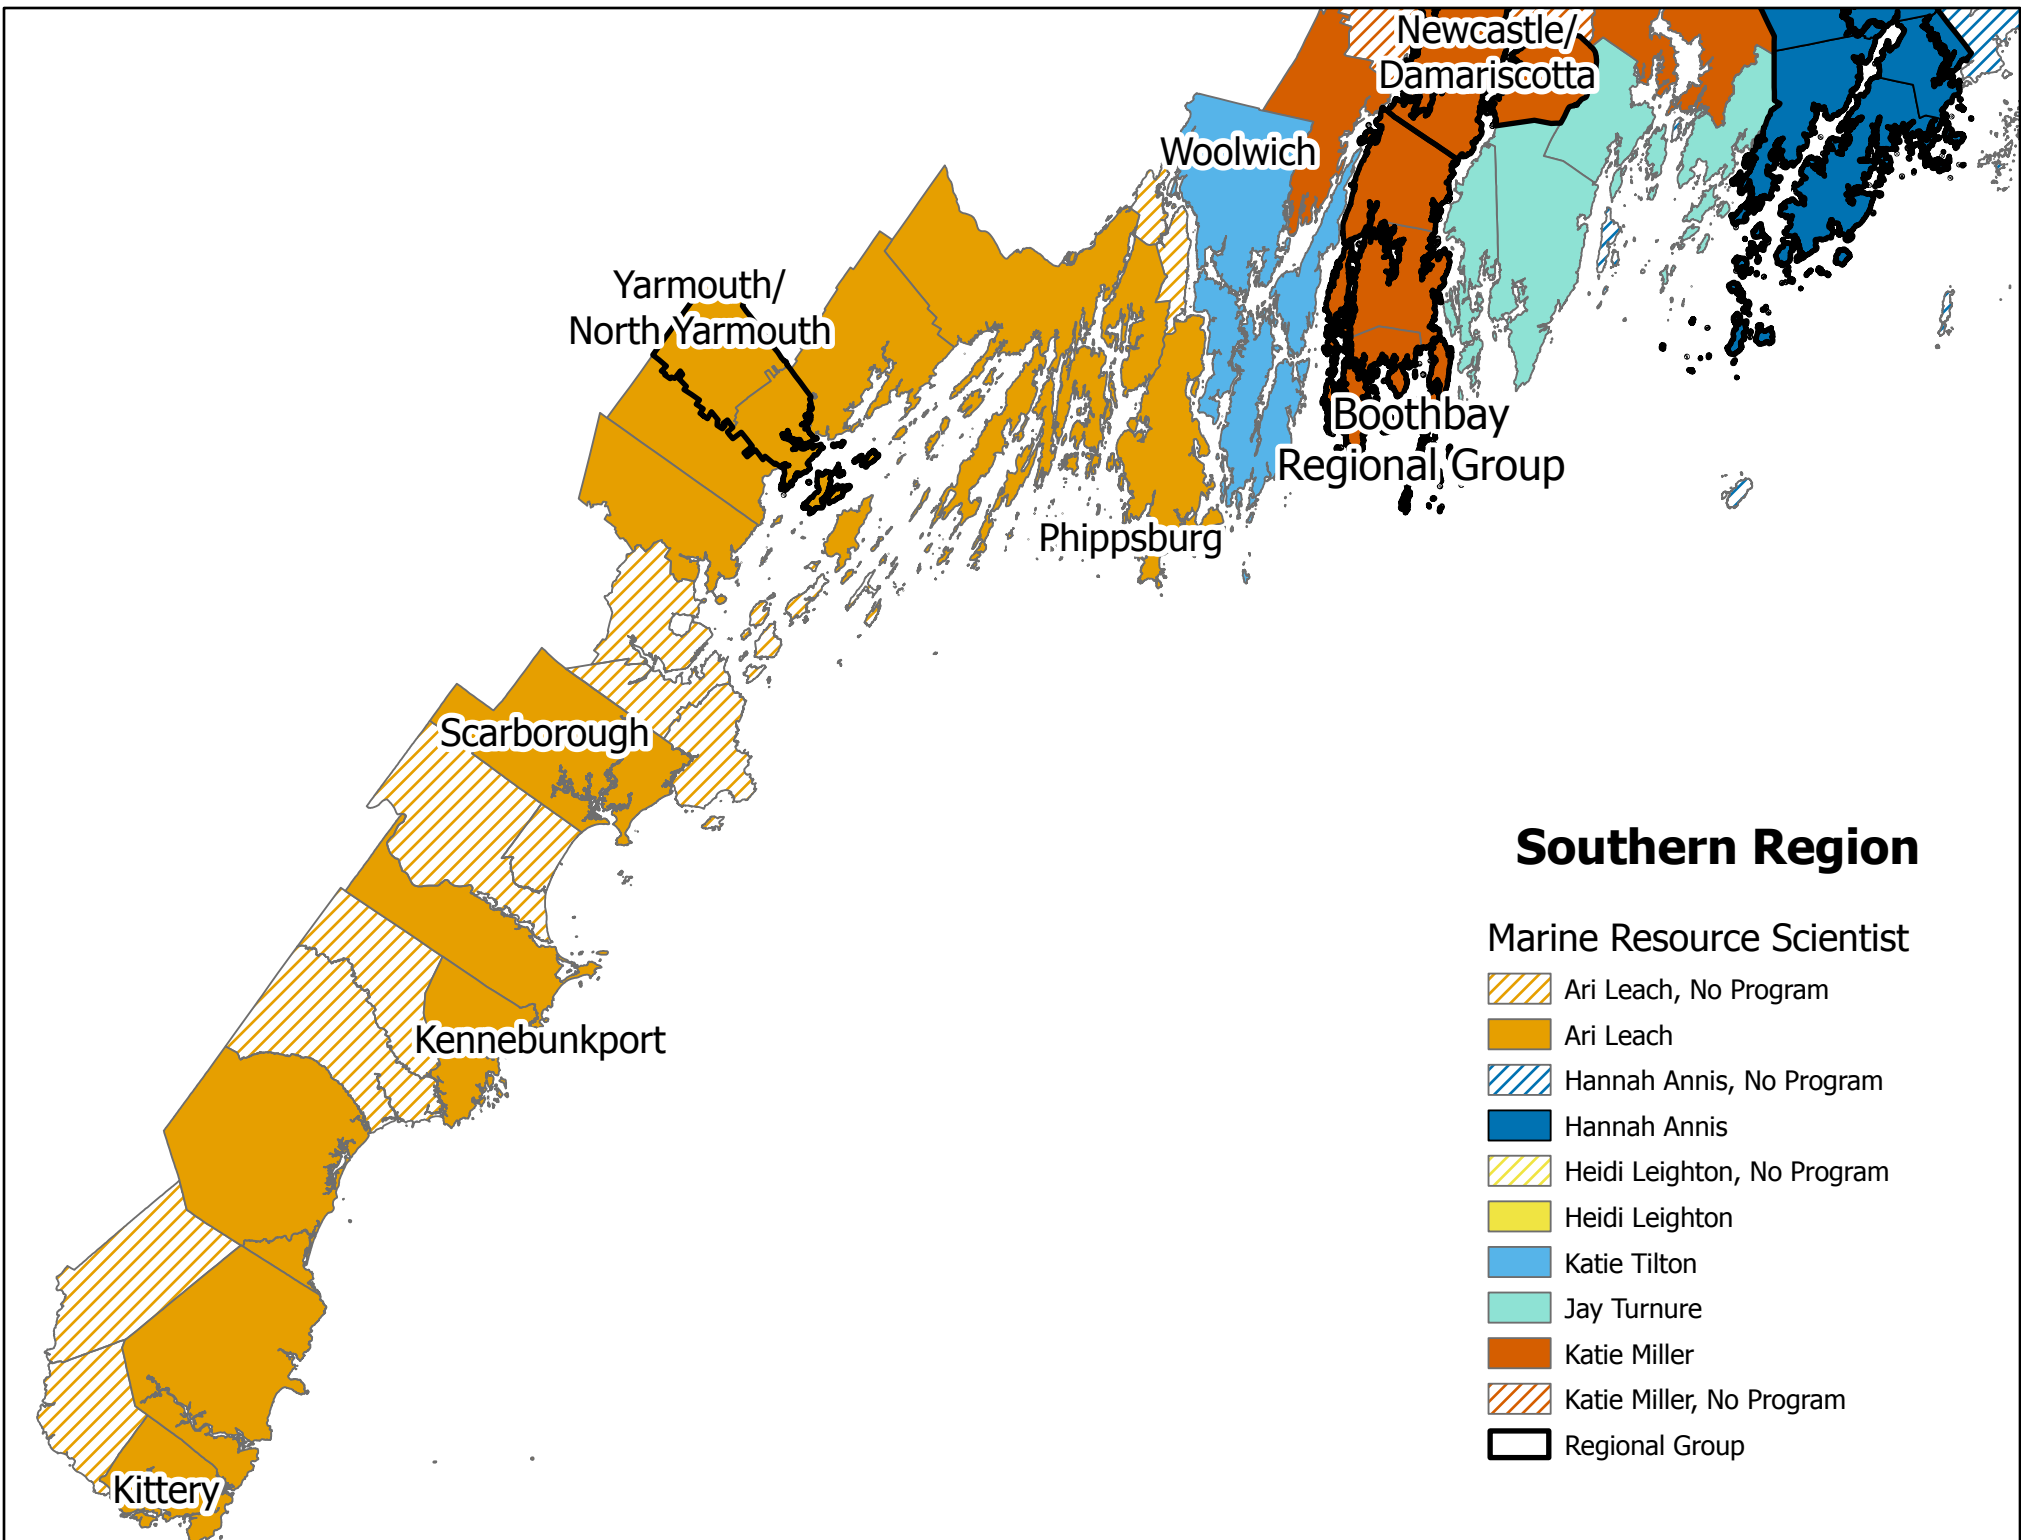 Newcastle/
Damariscotta
Woolwich
Yarmouth/
North Yarmouth
Boothbay
Regional Group
Phippsburg
Scarborough
Kennebunkport
Kittery
Southern Region
Marine Resource Scientist
Ari Leach, No Program
Ari Leach
Hannah Annis, No Program
Hannah Annis
Heidi Leighton, No Program
Heidi Leighton
Katie Tilton
Jay Turnure
Katie Miller
Katie Miller, No Program
Regional Group